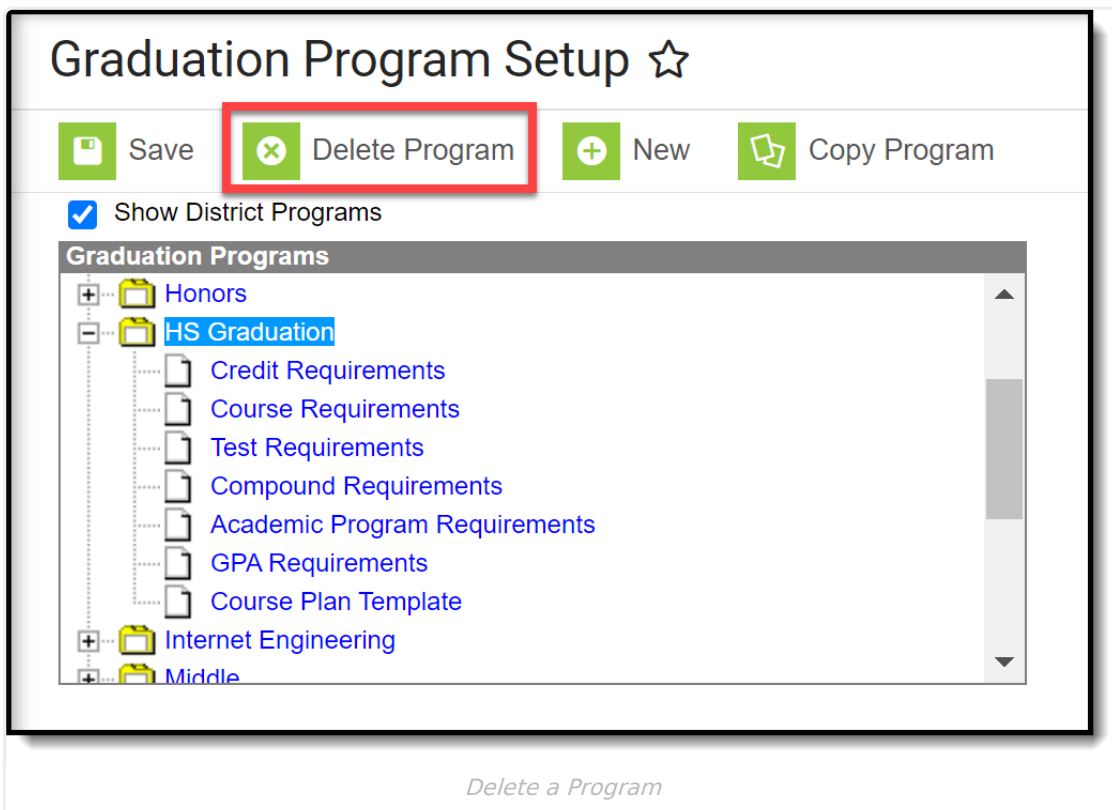 Graduation Program Setup
Save Delete Program New Copy Program
Show District Programs
Graduation Programs
Honors
HS Graduation
Credit Requirements
Course Requirements
Test Requirements
Compound Requirements
Academic Program Requirements
GPA Requirements
Course Plan Template
Internet Engineering
Middle
Delete a Program